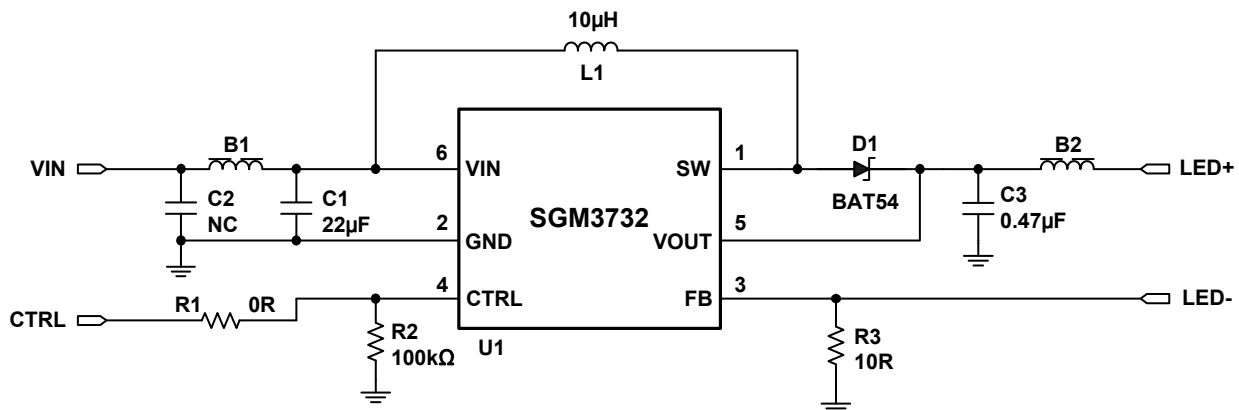 10µH
L1
B1
D1
B2
VIN
6
VIN
SW
1
LED+
C2
NC
C1
22µF
BAT54
C3
0.47µF
SGM3732
2
GND
VOUT
5
4
CTRL
FB
3
LED-
R1
0R
CTRL
R2
100kΩ
U1
R3
10R